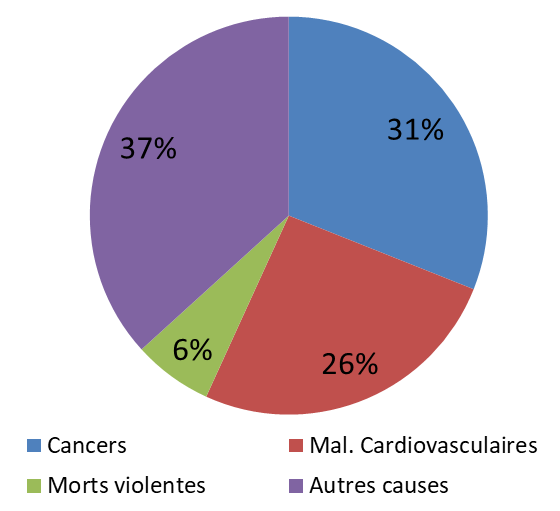 31%
37%
6%
26%
Cancers
Mal. Cardiovasculaires
Morts violentes
Autres causes